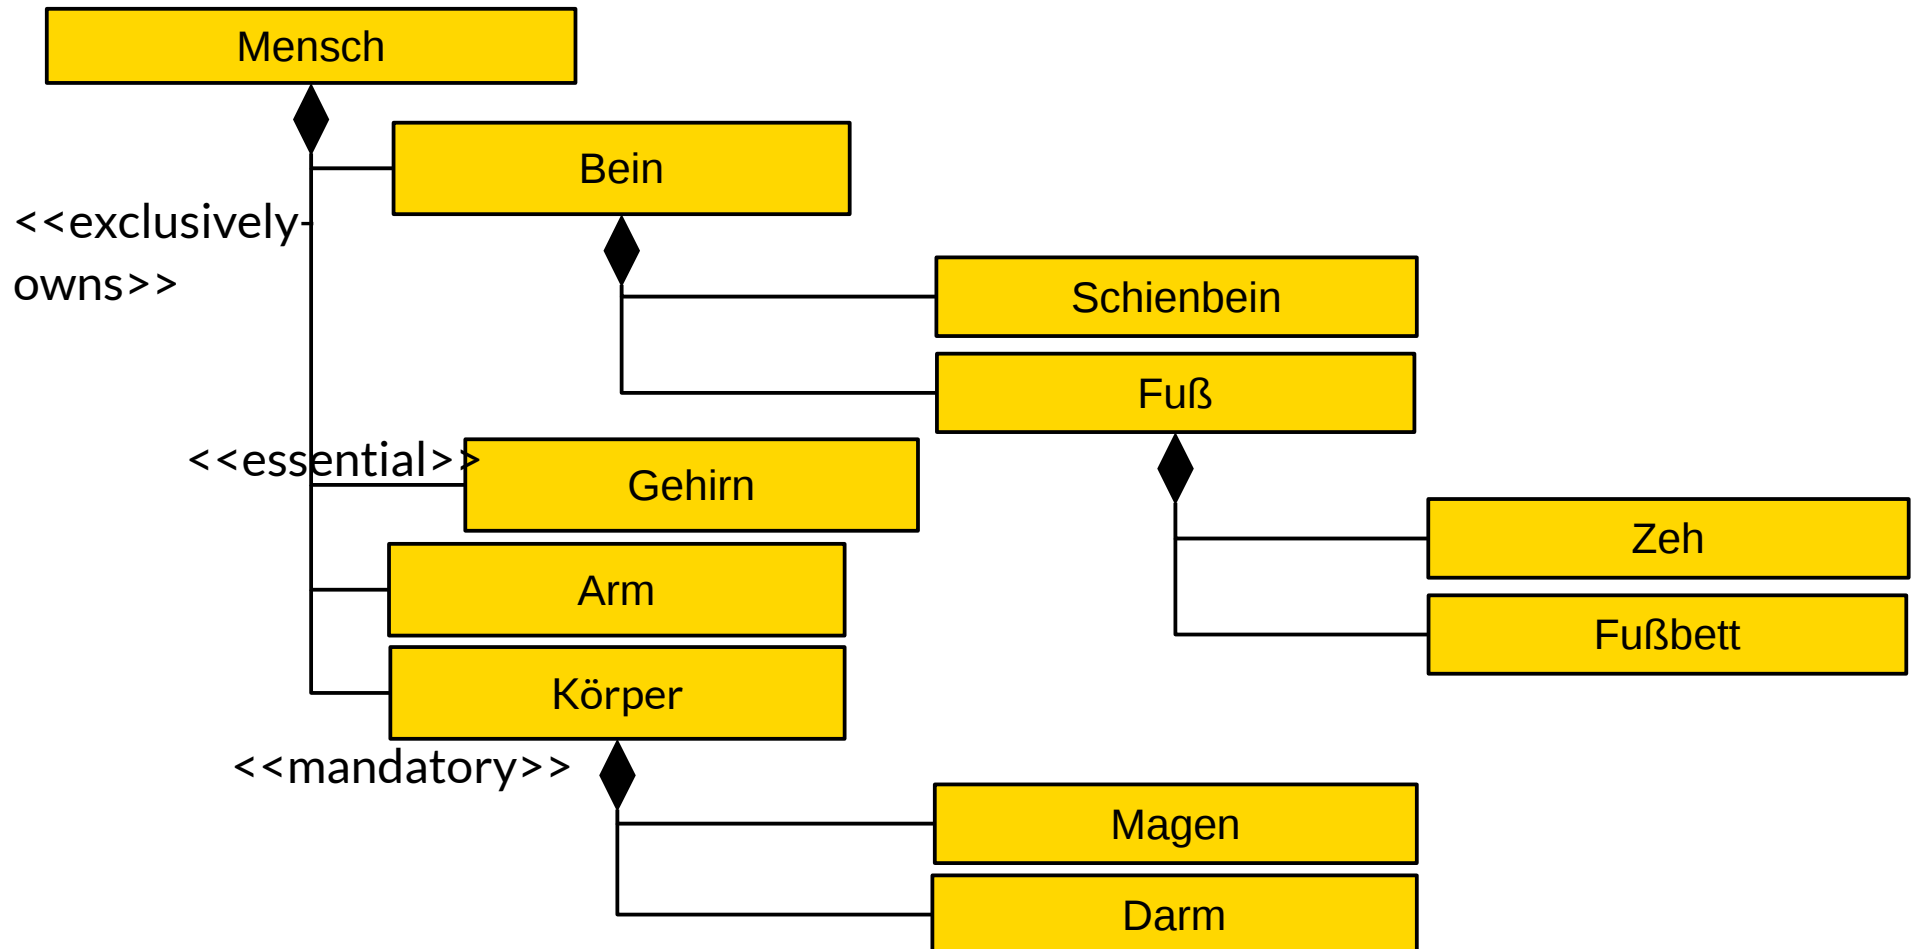 Mensch
Bein
<<exclusively-
owns>>
Schienbein
Fuß
<<essential>>
Gehirn
Zeh
Arm
Fußbett
Körper
<<mandatory>>
Magen
Darm